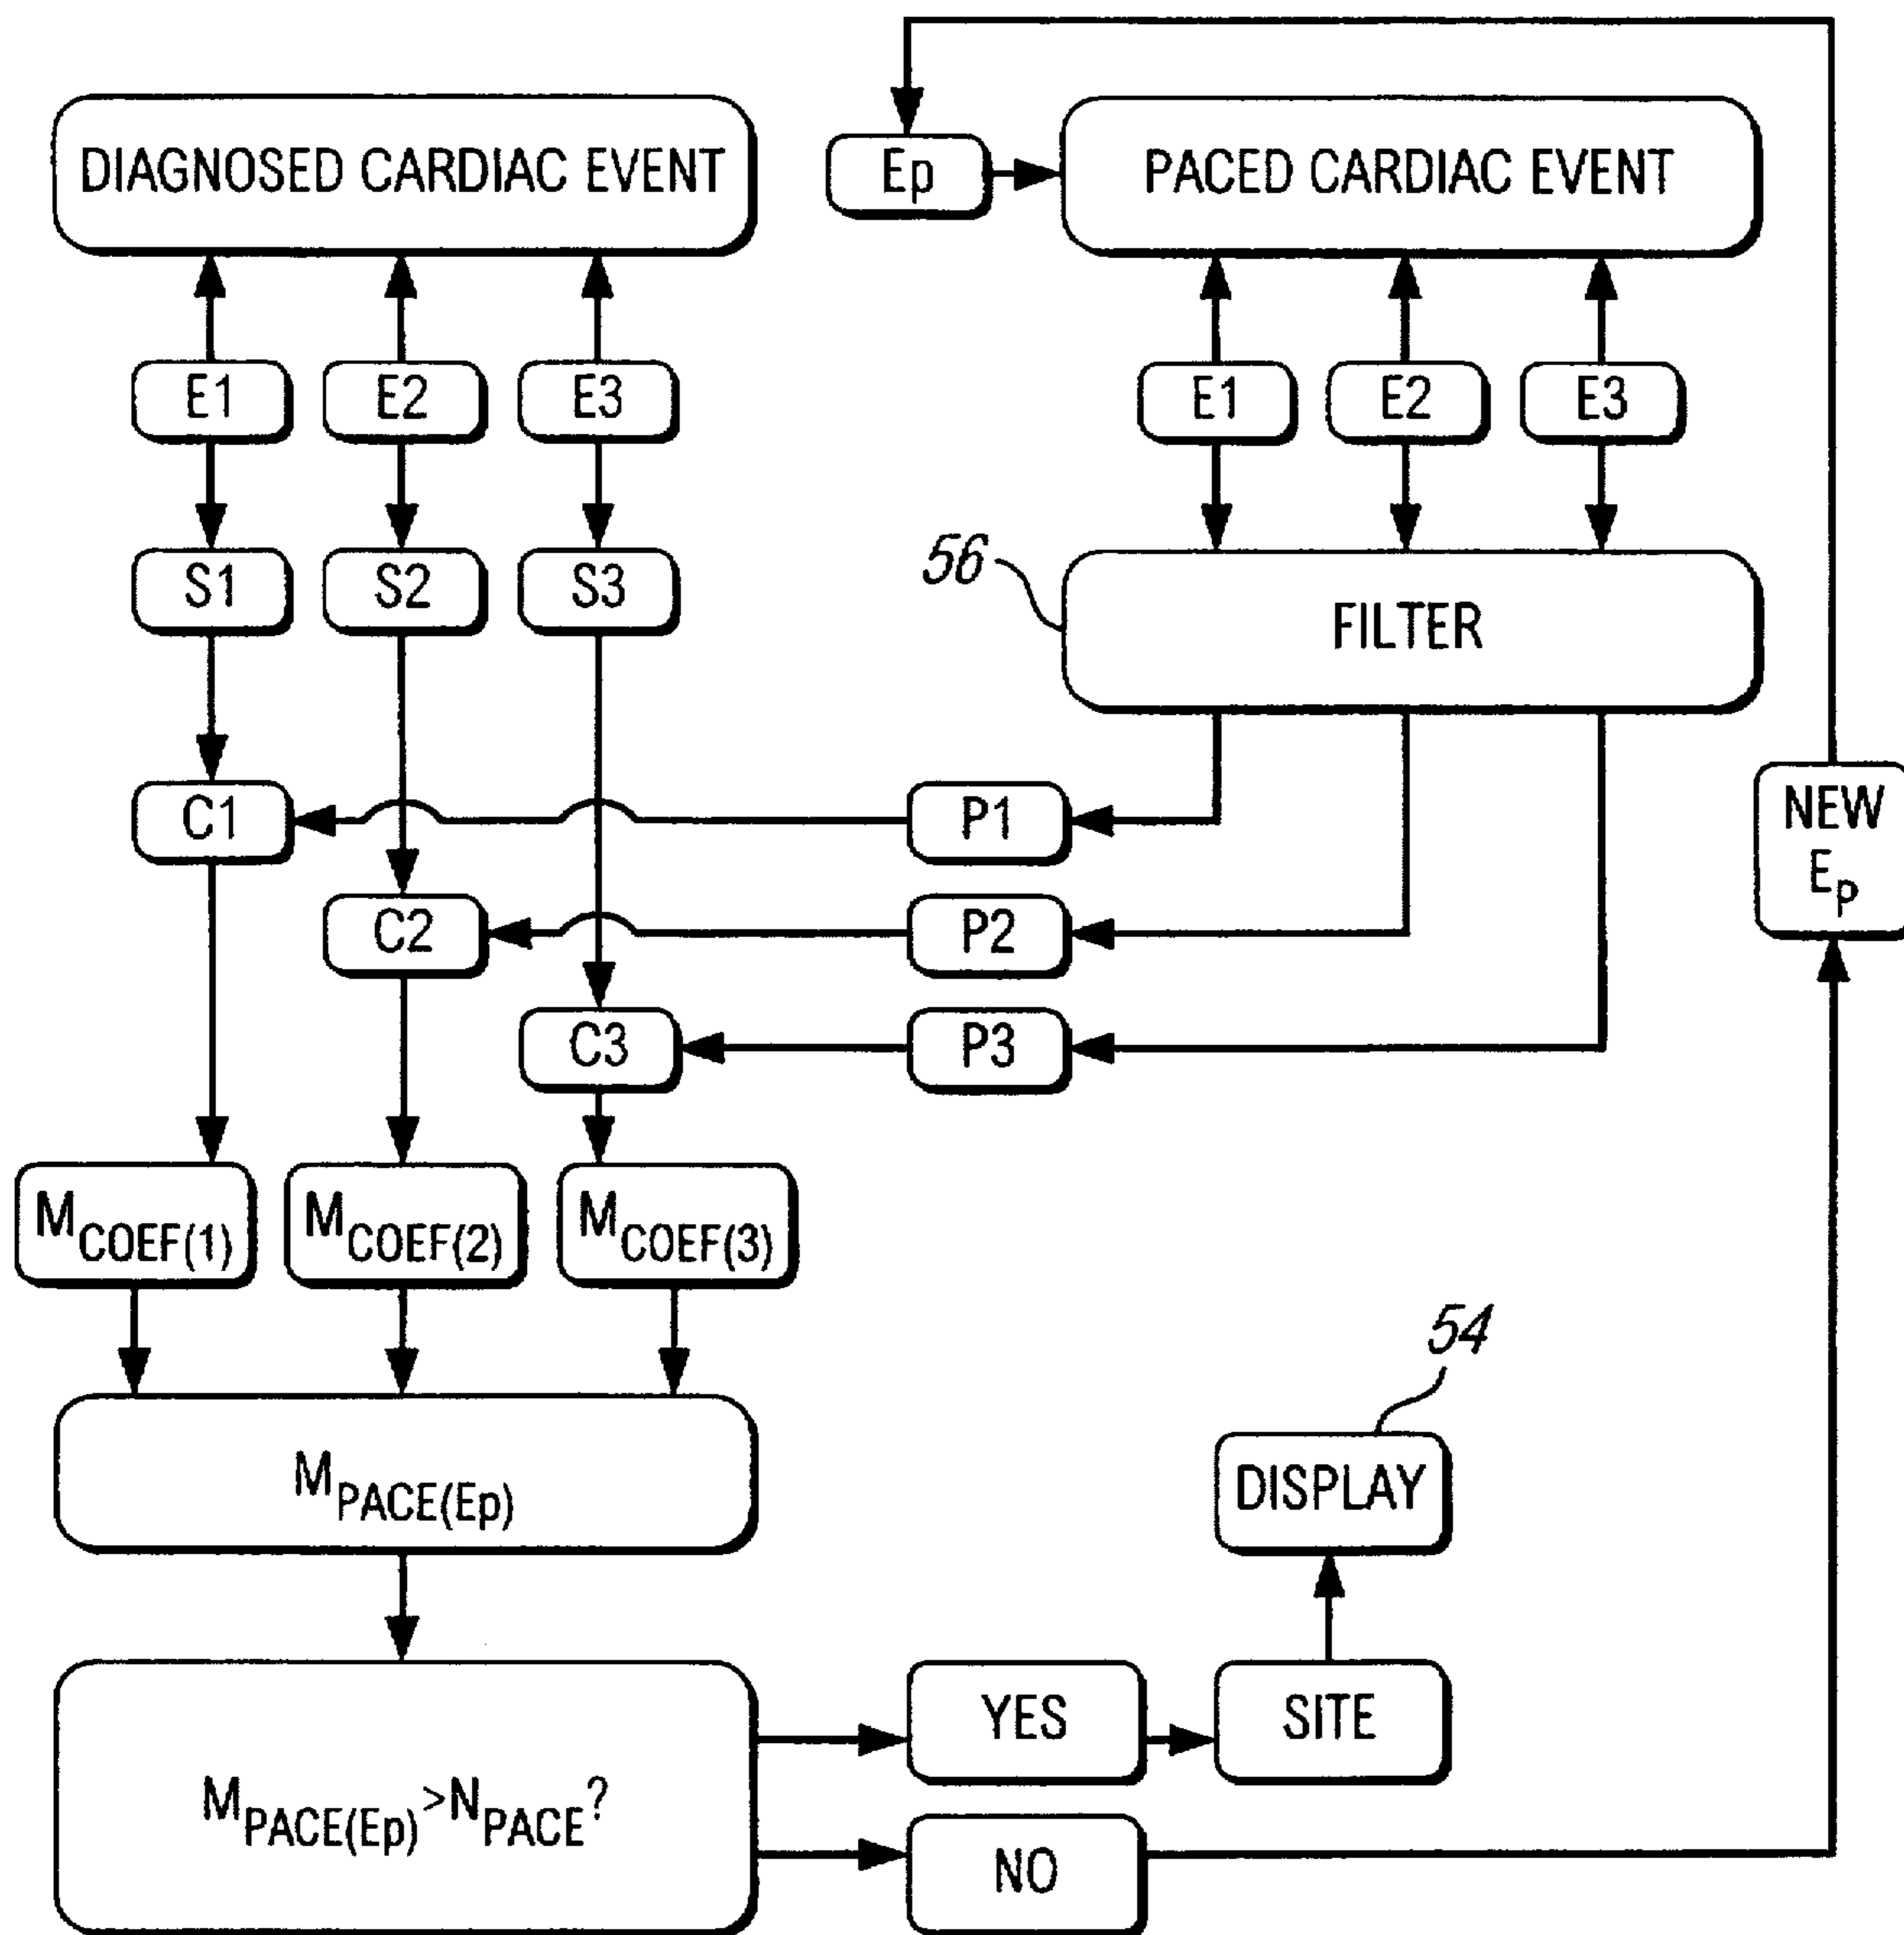 DIAGNOSED CARDIAC EVENT
Ep
PACED CARDIAC EVENT
E1
E2
E3
E1
E2
E3
S1
S2
S3
56
FILTER
C1
P1
NEW
Ep
C2
P2
C3
P3
MCOEF(1)
MCOEF(2)
MCOEF(3)
54
DISPLAY
MPACE(Ep)
YES
SITE
MPACE(Ep)>NPACE?
NO